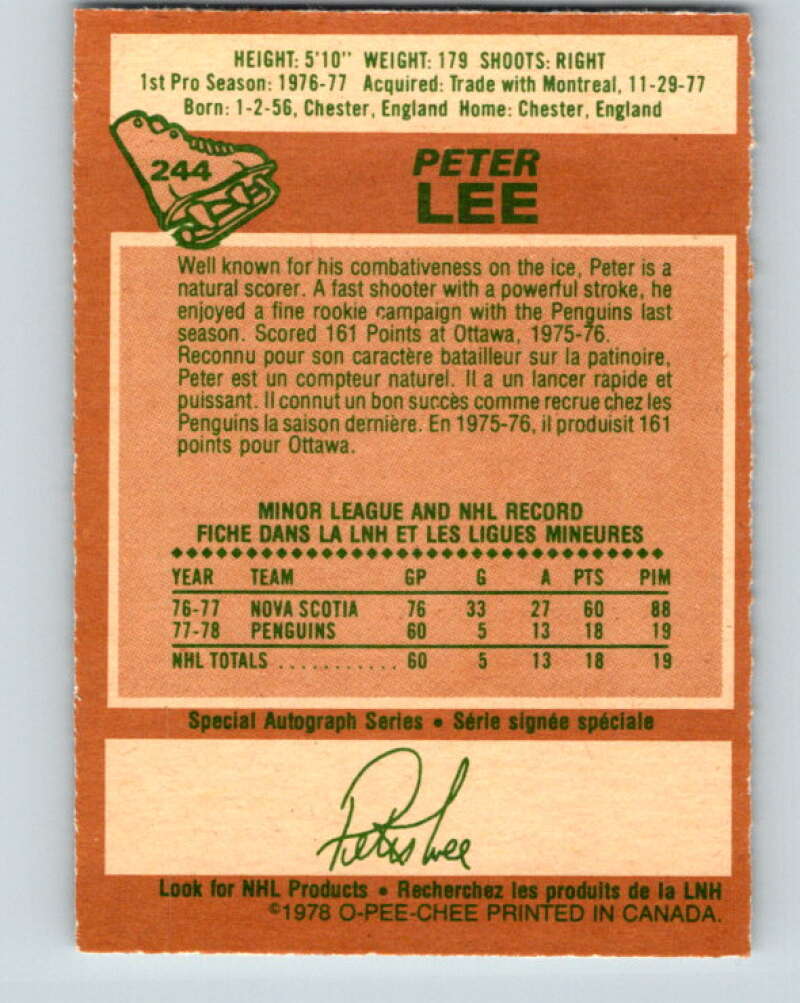 HEIGHT: 5'10" WEIGHT: 179 SHOOTS: RIGHT
1st Pro Season: 1976-77 Acquired: Trade with Montreal, 11-29-77
Born: 1-2-56, Chester, England Home: Chester, England
244
PETER
LEE
Well known for his combativeness on the ice, Peter is a
natural scorer. A fast shooter with a powerful stroke, he
enjoyed a fine rookie campaign with the Penguins last
season. Scored 161 Points at Ottawa, 1975-76.
Reconnu pour son caractère batailleur sur la patinoire,
Peter est un compteur naturel. Il a un lancer rapide et
puissant. Il connut un bon succès comme recrue chez les
Penguins la saison dernière. En 1975-76, il produisit 161
points pour Ottawa.
MINOR LEAGUE AND NHL RECORD
FICHE DANS LA LNH ET LES LIGUES MINEURES
YEAR TEAM GP G A PTS PIM
76-77 NOVA SCOTIA 76 33 27 60 88
77-78 PENGUINS 60 5 13 18 19
NHL TOTALS ........... 60 5 13 18 19
Special Autograph Series • Série signée spéciale
Peter Lee
Look for NHL Products • Recherchez les produits de la LNH
©1978 O-PEE-CHEE PRINTED IN CANADA.